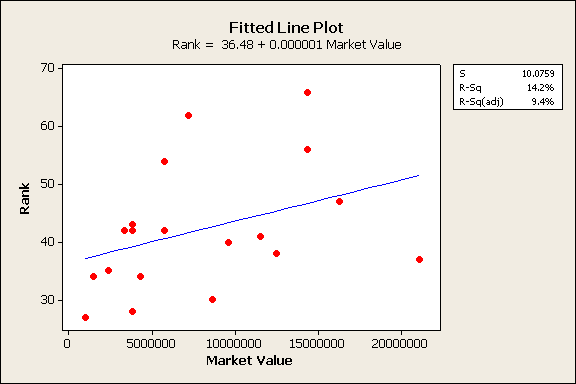 Fitted Line Plot
Rank = 36.48 + 0.000001 Market Value
S 10.0759
R-Sq 14.2%
R-Sq(adj) 9.4%
70
60
50
40
30
Rank
0 5000000 10000000 15000000 20000000
Market Value